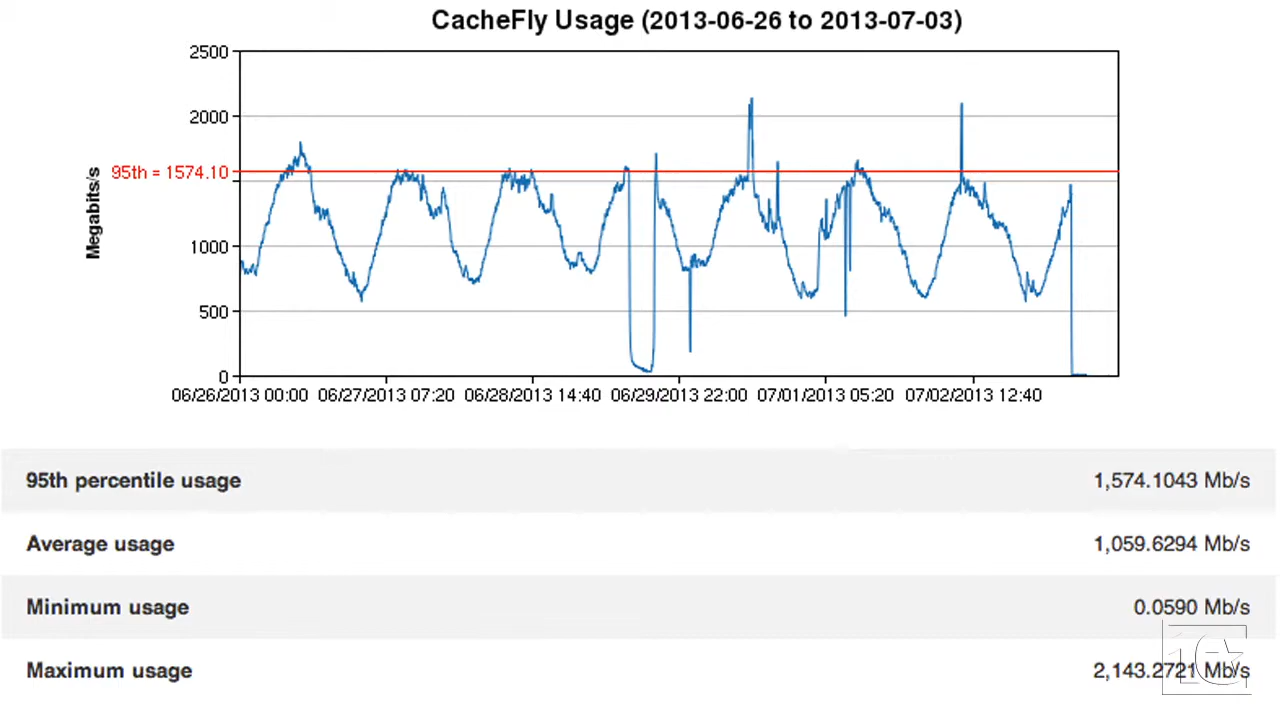 CacheFly Usage (2013-06-26 to 2013-07-03)
2500
2000
95th = 1574.10
1000
500
0
Megabits/s
06/26/2013 00:00 06/27/2013 07:20 06/28/2013 14:40 06/29/2013 22:00 07/01/2013 05:20 07/02/2013 12:40
95th percentile usage 1,574.1043 Mb/s
Average usage 1,059.6294 Mb/s
Minimum usage 0.0590 Mb/s
Maximum usage 2,143.2721 Mb/s